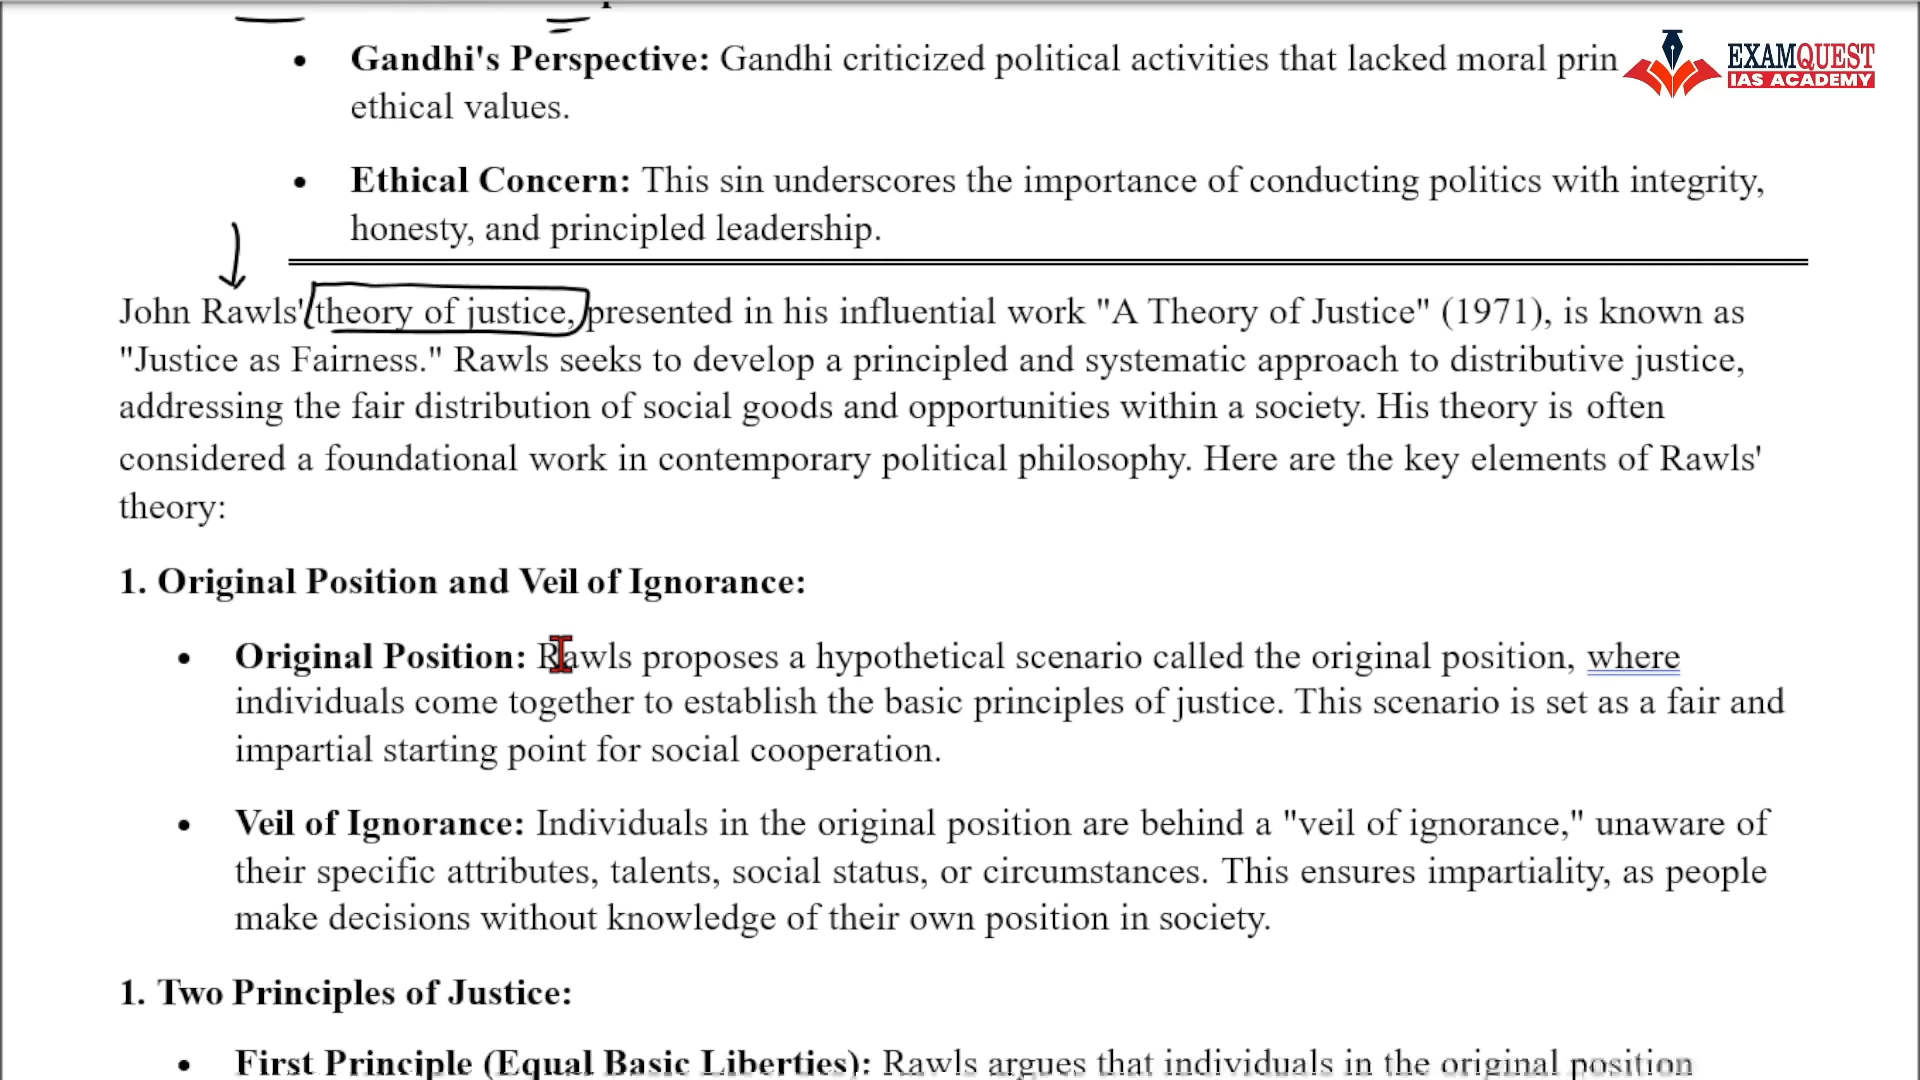 • Gandhi's Perspective: Gandhi criticized political activities that lacked moral prin
ethical values.
EXAMQUEST
IAS ACADEMY
• Ethical Concern: This sin underscores the importance of conducting politics with integrity,
honesty, and principled leadership.
John Rawls' theory of justice, presented in his influential work "A Theory of Justice" (1971), is known as
"Justice as Fairness." Rawls seeks to develop a principled and systematic approach to distributive justice,
addressing the fair distribution of social goods and opportunities within a society. His theory is often
considered a foundational work in contemporary political philosophy. Here are the key elements of Rawls'
theory:
1. Original Position and Veil of Ignorance:
• Original Position: Rawls proposes a hypothetical scenario called the original position, where
individuals come together to establish the basic principles of justice. This scenario is set as a fair and
impartial starting point for social cooperation.
• Veil of Ignorance: Individuals in the original position are behind a "veil of ignorance," unaware of
their specific attributes, talents, social status, or circumstances. This ensures impartiality, as people
make decisions without knowledge of their own position in society.
1. Two Principles of Justice:
• First Principle (Equal Basic Liberties): Rawls argues that individuals in the original position